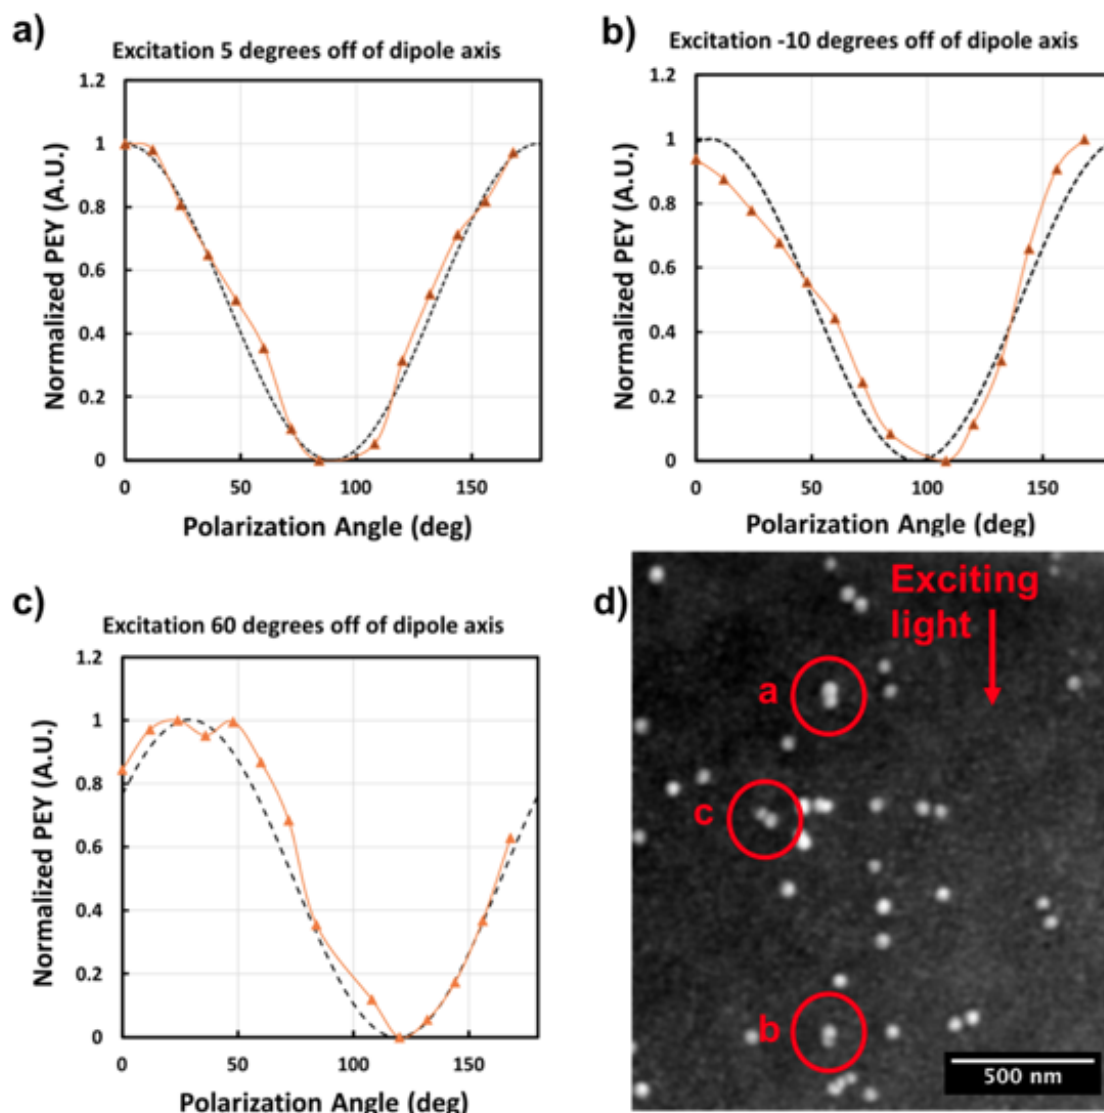 a)
Excitation 5 degrees off of dipole axis
1.2
1
0.8
0.6
0.4
0.2
0
0
50
100
150
Normalized PEY (A.U.)
Polarization Angle (deg)
b)
Excitation -10 degrees off of dipole axis
1.2
1
0.8
0.6
0.4
0.2
0
0
50
100
150
Normalized PEY (A.U.)
Polarization Angle (deg)
c)
Excitation 60 degrees off of dipole axis
1.2
1
0.8
0.6
0.4
0.2
0
0
50
100
150
Normalized PEY (A.U.)
Polarization Angle (deg)
d)
Exciting
light
a
c
b
500 nm